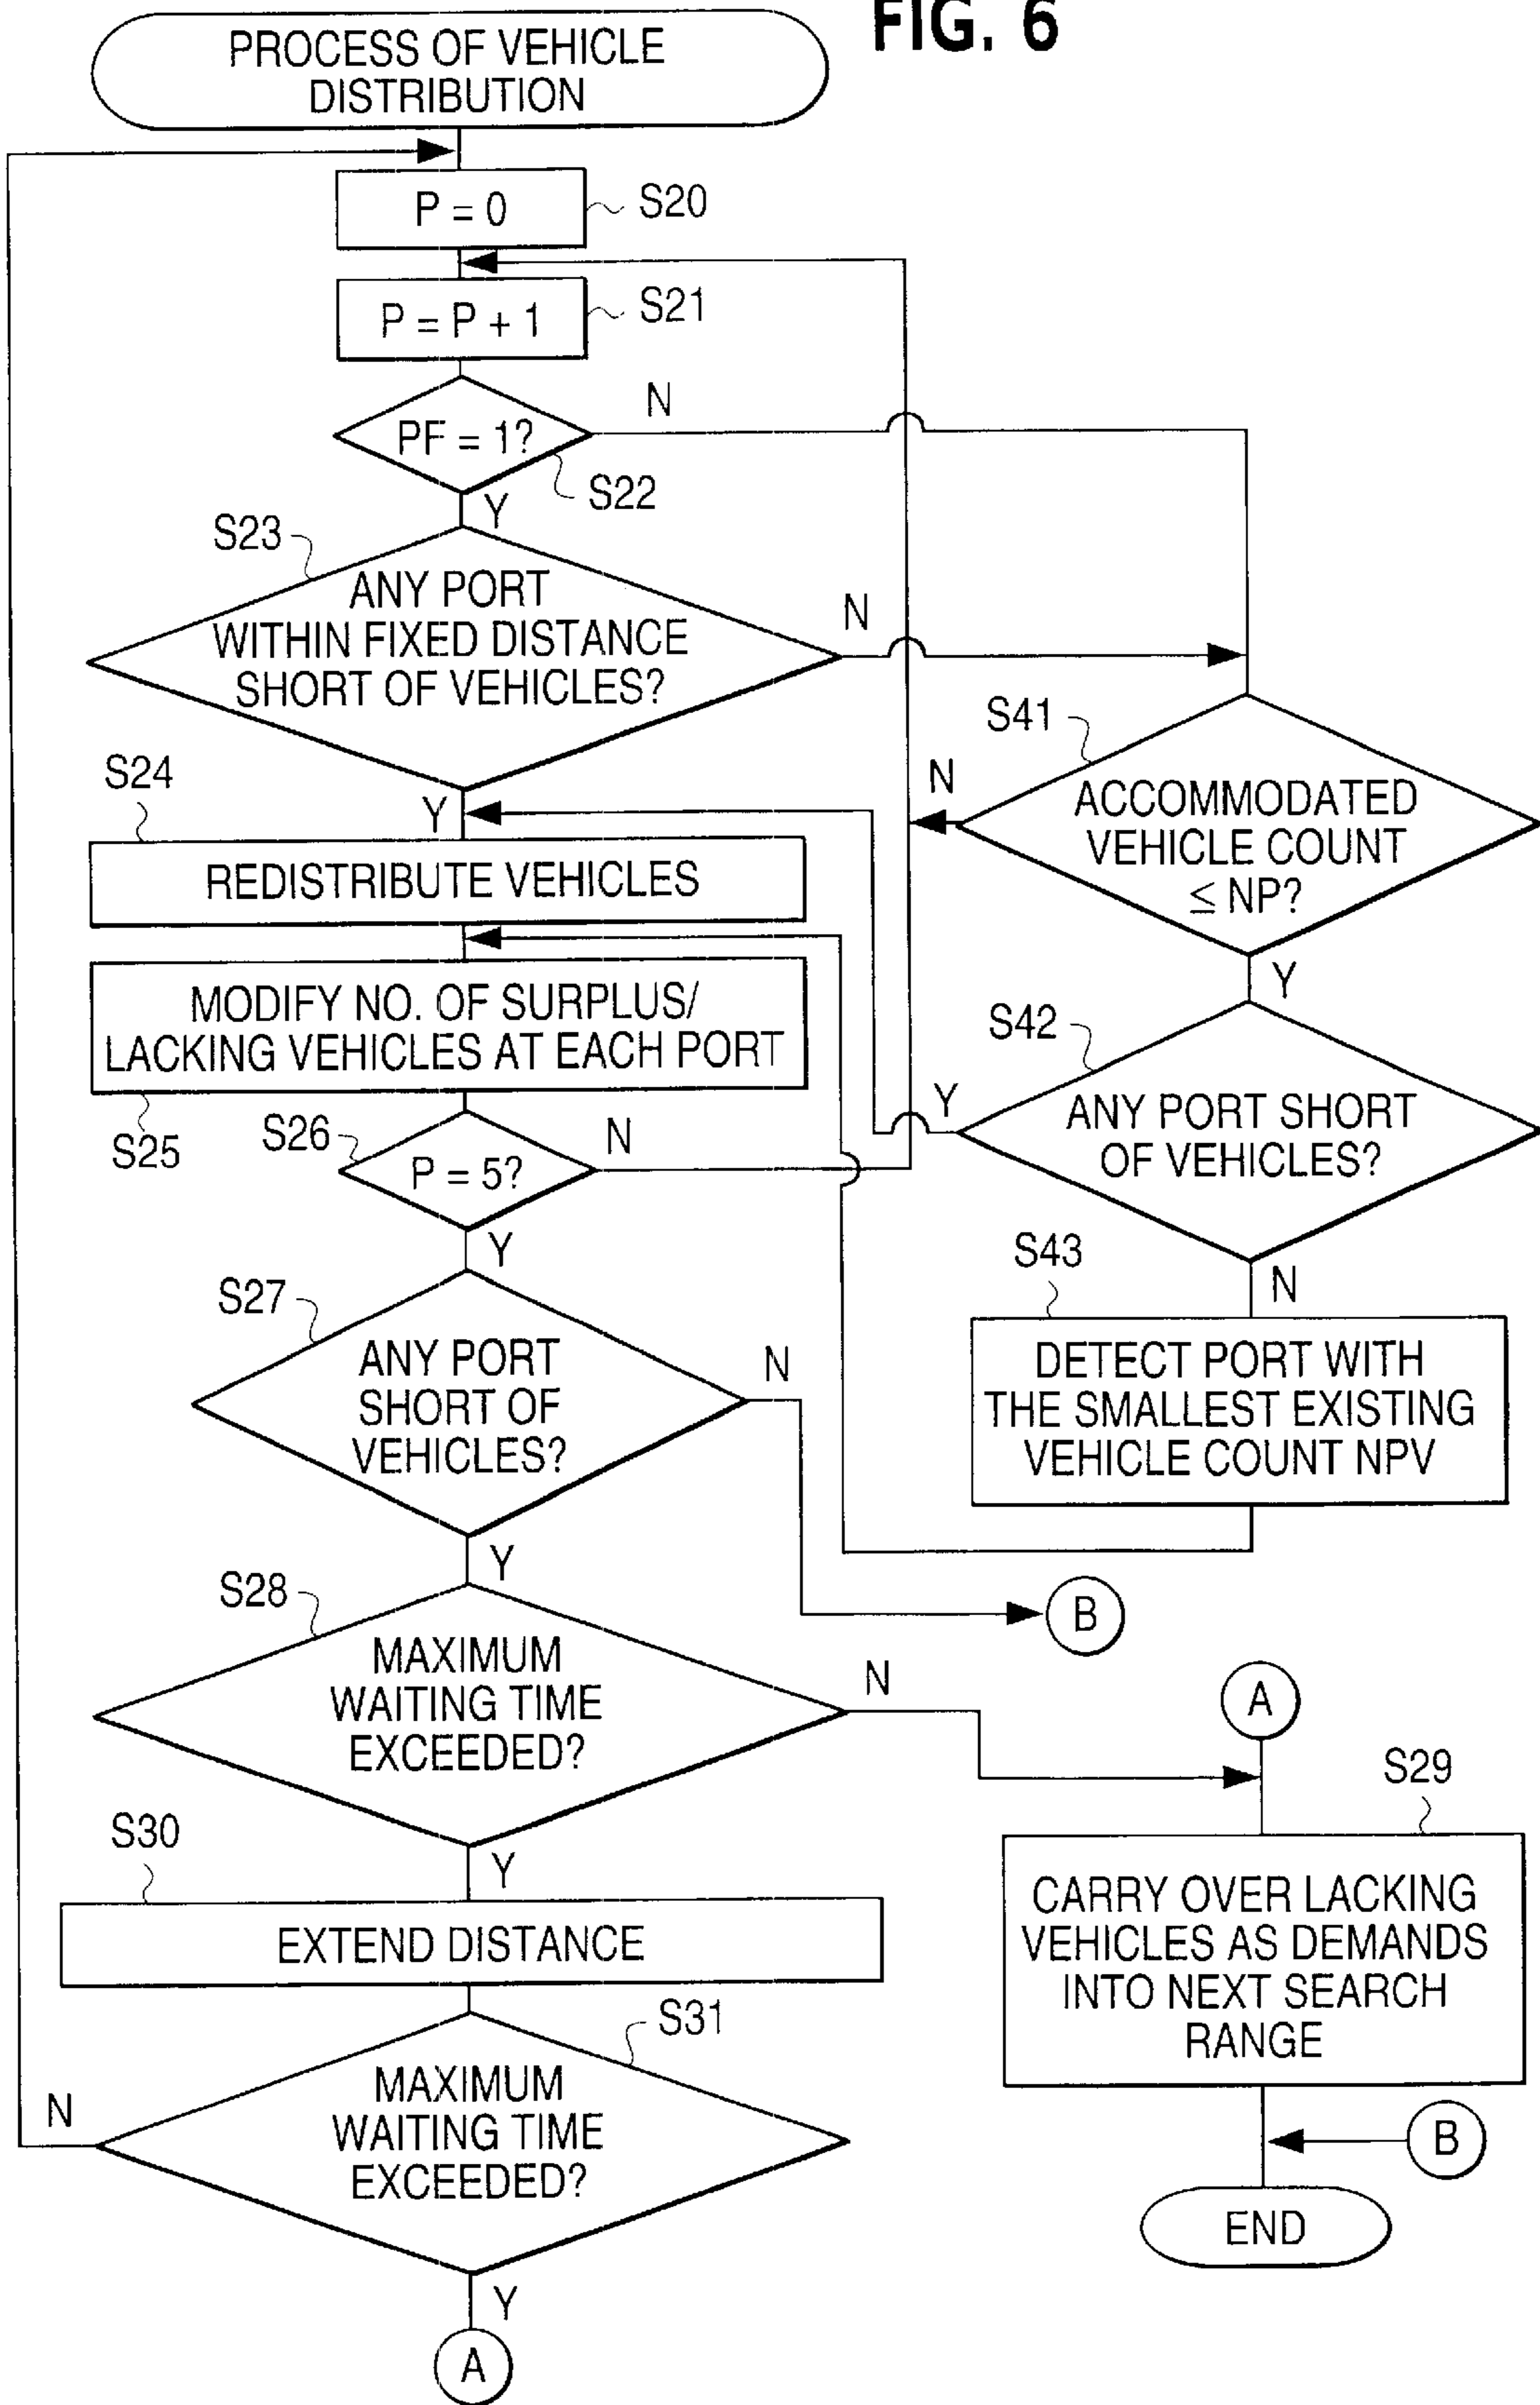 FIG. 6
PROCESS OF VEHICLE
DISTRIBUTION
P = 0
S20
P = P + 1
S21
PF = 1?
N
S22
Y
S23
ANY PORT
WITHIN FIXED DISTANCE
SHORT OF VEHICLES?
N
S41
ACCOMMODATED
VEHICLE COUNT
≤ NP?
N
Y
S24
Y
REDISTRIBUTE VEHICLES
MODIFY NO. OF SURPLUS/
LACKING VEHICLES AT EACH PORT
S25
S42
ANY PORT SHORT
OF VEHICLES?
Y
N
S26
P = 5?
N
Y
S43
DETECT PORT WITH
THE SMALLEST EXISTING
VEHICLE COUNT NPV
S27
ANY PORT
SHORT OF
VEHICLES?
N
Y
B
S28
MAXIMUM
WAITING TIME
EXCEEDED?
N
Y
A
S29
CARRY OVER LACKING
VEHICLES AS DEMANDS
INTO NEXT SEARCH
RANGE
S30
EXTEND DISTANCE
S31
MAXIMUM
WAITING TIME
EXCEEDED?
N
Y
B
END
A